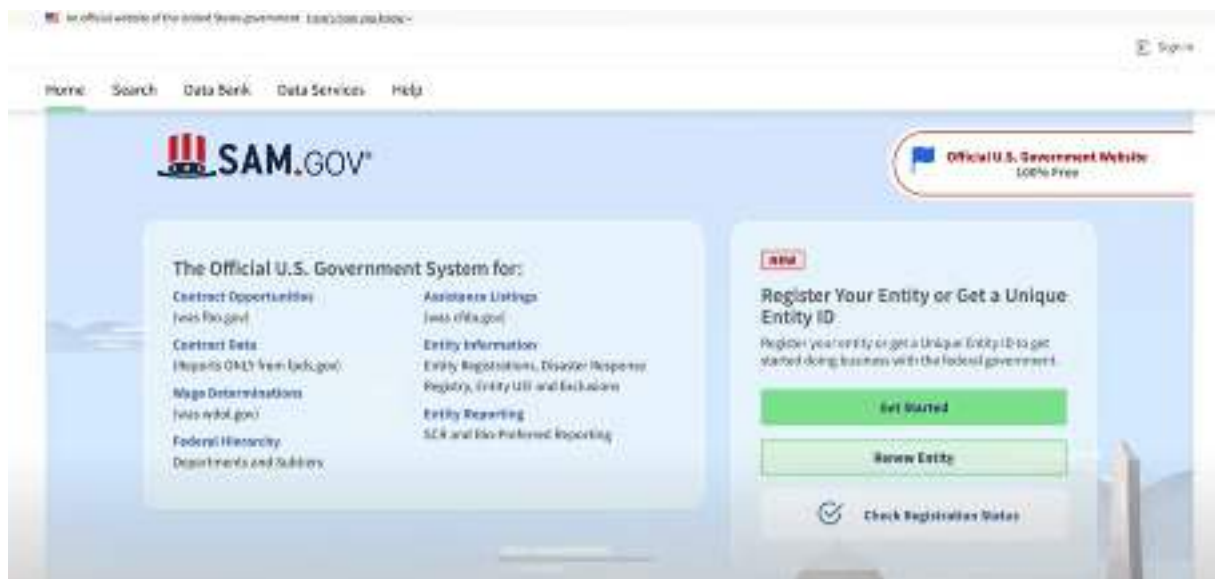 An official website of the United States government Here's how you know
Sign In
Home Search Data Bank Data Services Help
SAM.GOV®
Official U.S. Government Website
100% Free
The Official U.S. Government System for:
Contract Opportunities
(was fbo.gov)
Contract Data
(Reports ONLY from fpds.gov)
Wage Determinations
(was wdol.gov)
Federal Hierarchy
Departments and Subtiers
Assistance Listings
(was cfda.gov)
Entity Information
Entity Registrations, Disaster Response
Registry, Entity UEI and Exclusions
Entity Reporting
SCR and Bio-Preferred Reporting
NEW
Register Your Entity or Get a Unique
Entity ID
Register your entity or get a Unique Entity ID to get
started doing business with the federal government.
Get Started
Renew Entity
Check Registration Status